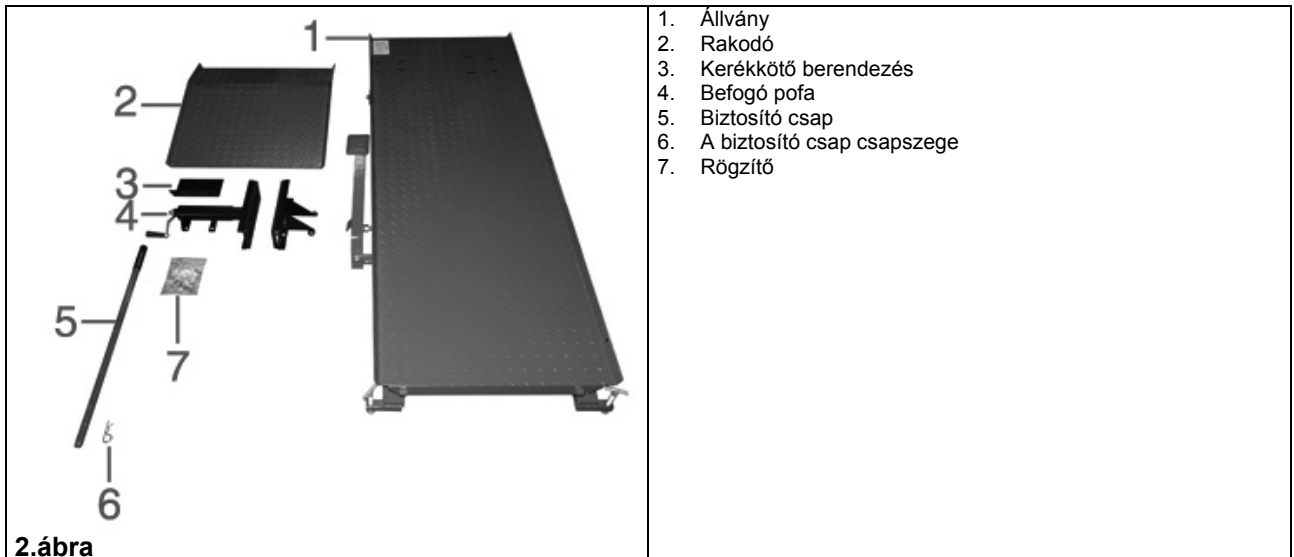 1
2
3
4
5
6
7
2.ábra
1. Állvány
2. Rakodó
3. Kerékkötő berendezés
4. Befogó pofa
5. Biztosító csap
6. A biztosító csap csapszege
7. Rögzítő